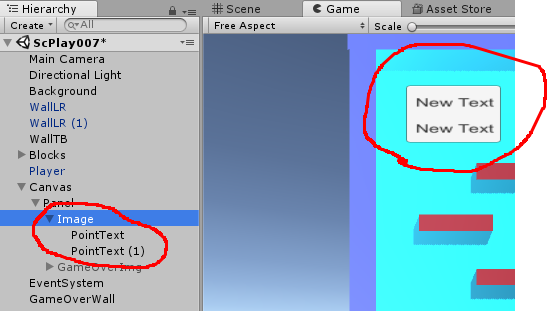 Hierarchy
Create
All
ScPlay007*
Main Camera
Directional Light
Background
WallLR
WallLR (1)
WallTB
Blocks
Player
Canvas
Panel
Image
PointText
PointText (1)
GameOverImg
EventSystem
GameOverWall
Scene
Game
Asset Store
Free Aspect
Scale
New Text
New Text